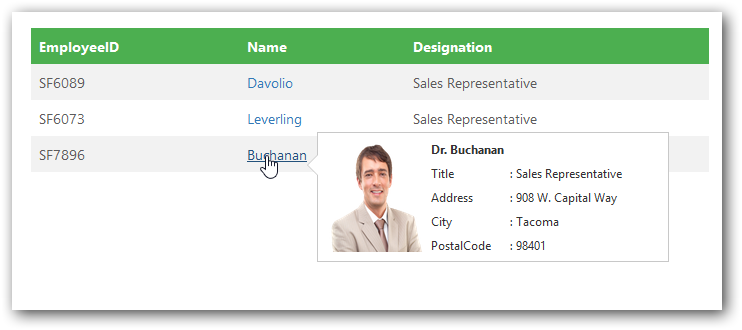 EmployeeID Name Designation
SF6089 Davolio Sales Representative
SF6073 Leverling Sales Representative
SF7896 Buchanan
Dr. Buchanan
Title : Sales Representative
Address : 908 W. Capital Way
City : Tacoma
PostalCode : 98401